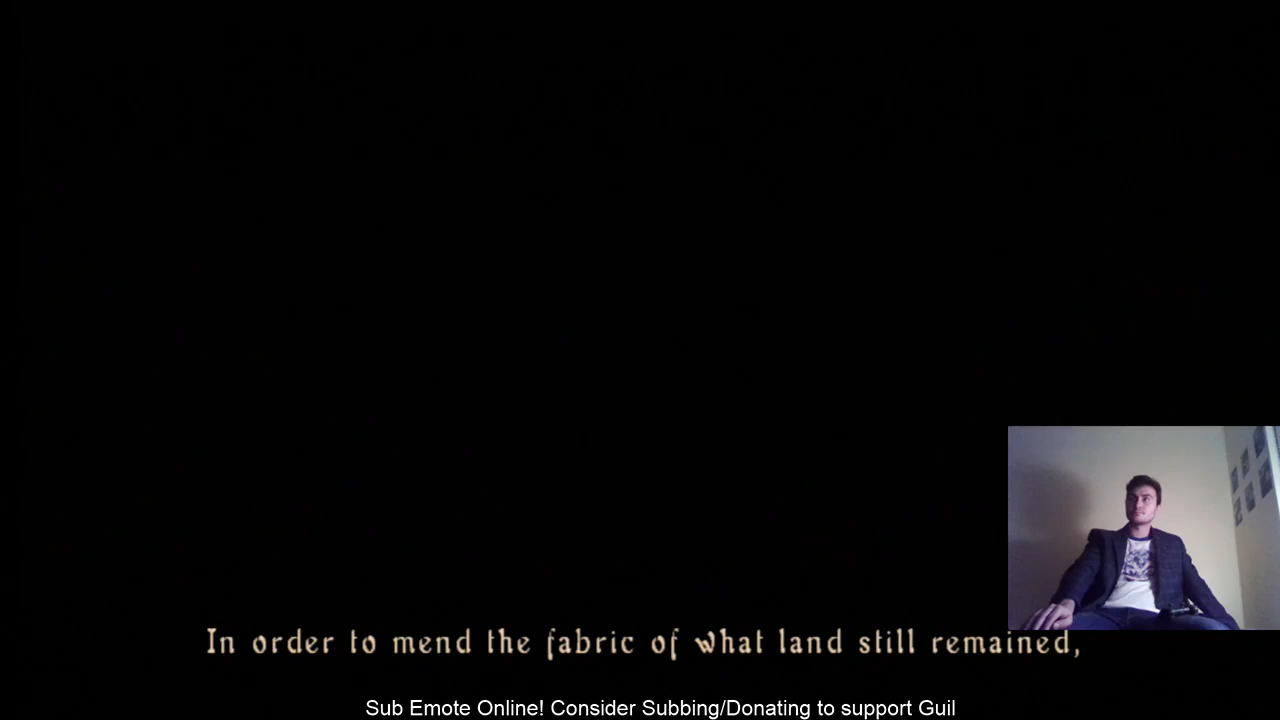 In order to mend the fabric of what land still remained,
Sub Emote Online! Consider Subbing/Donating to support Guil